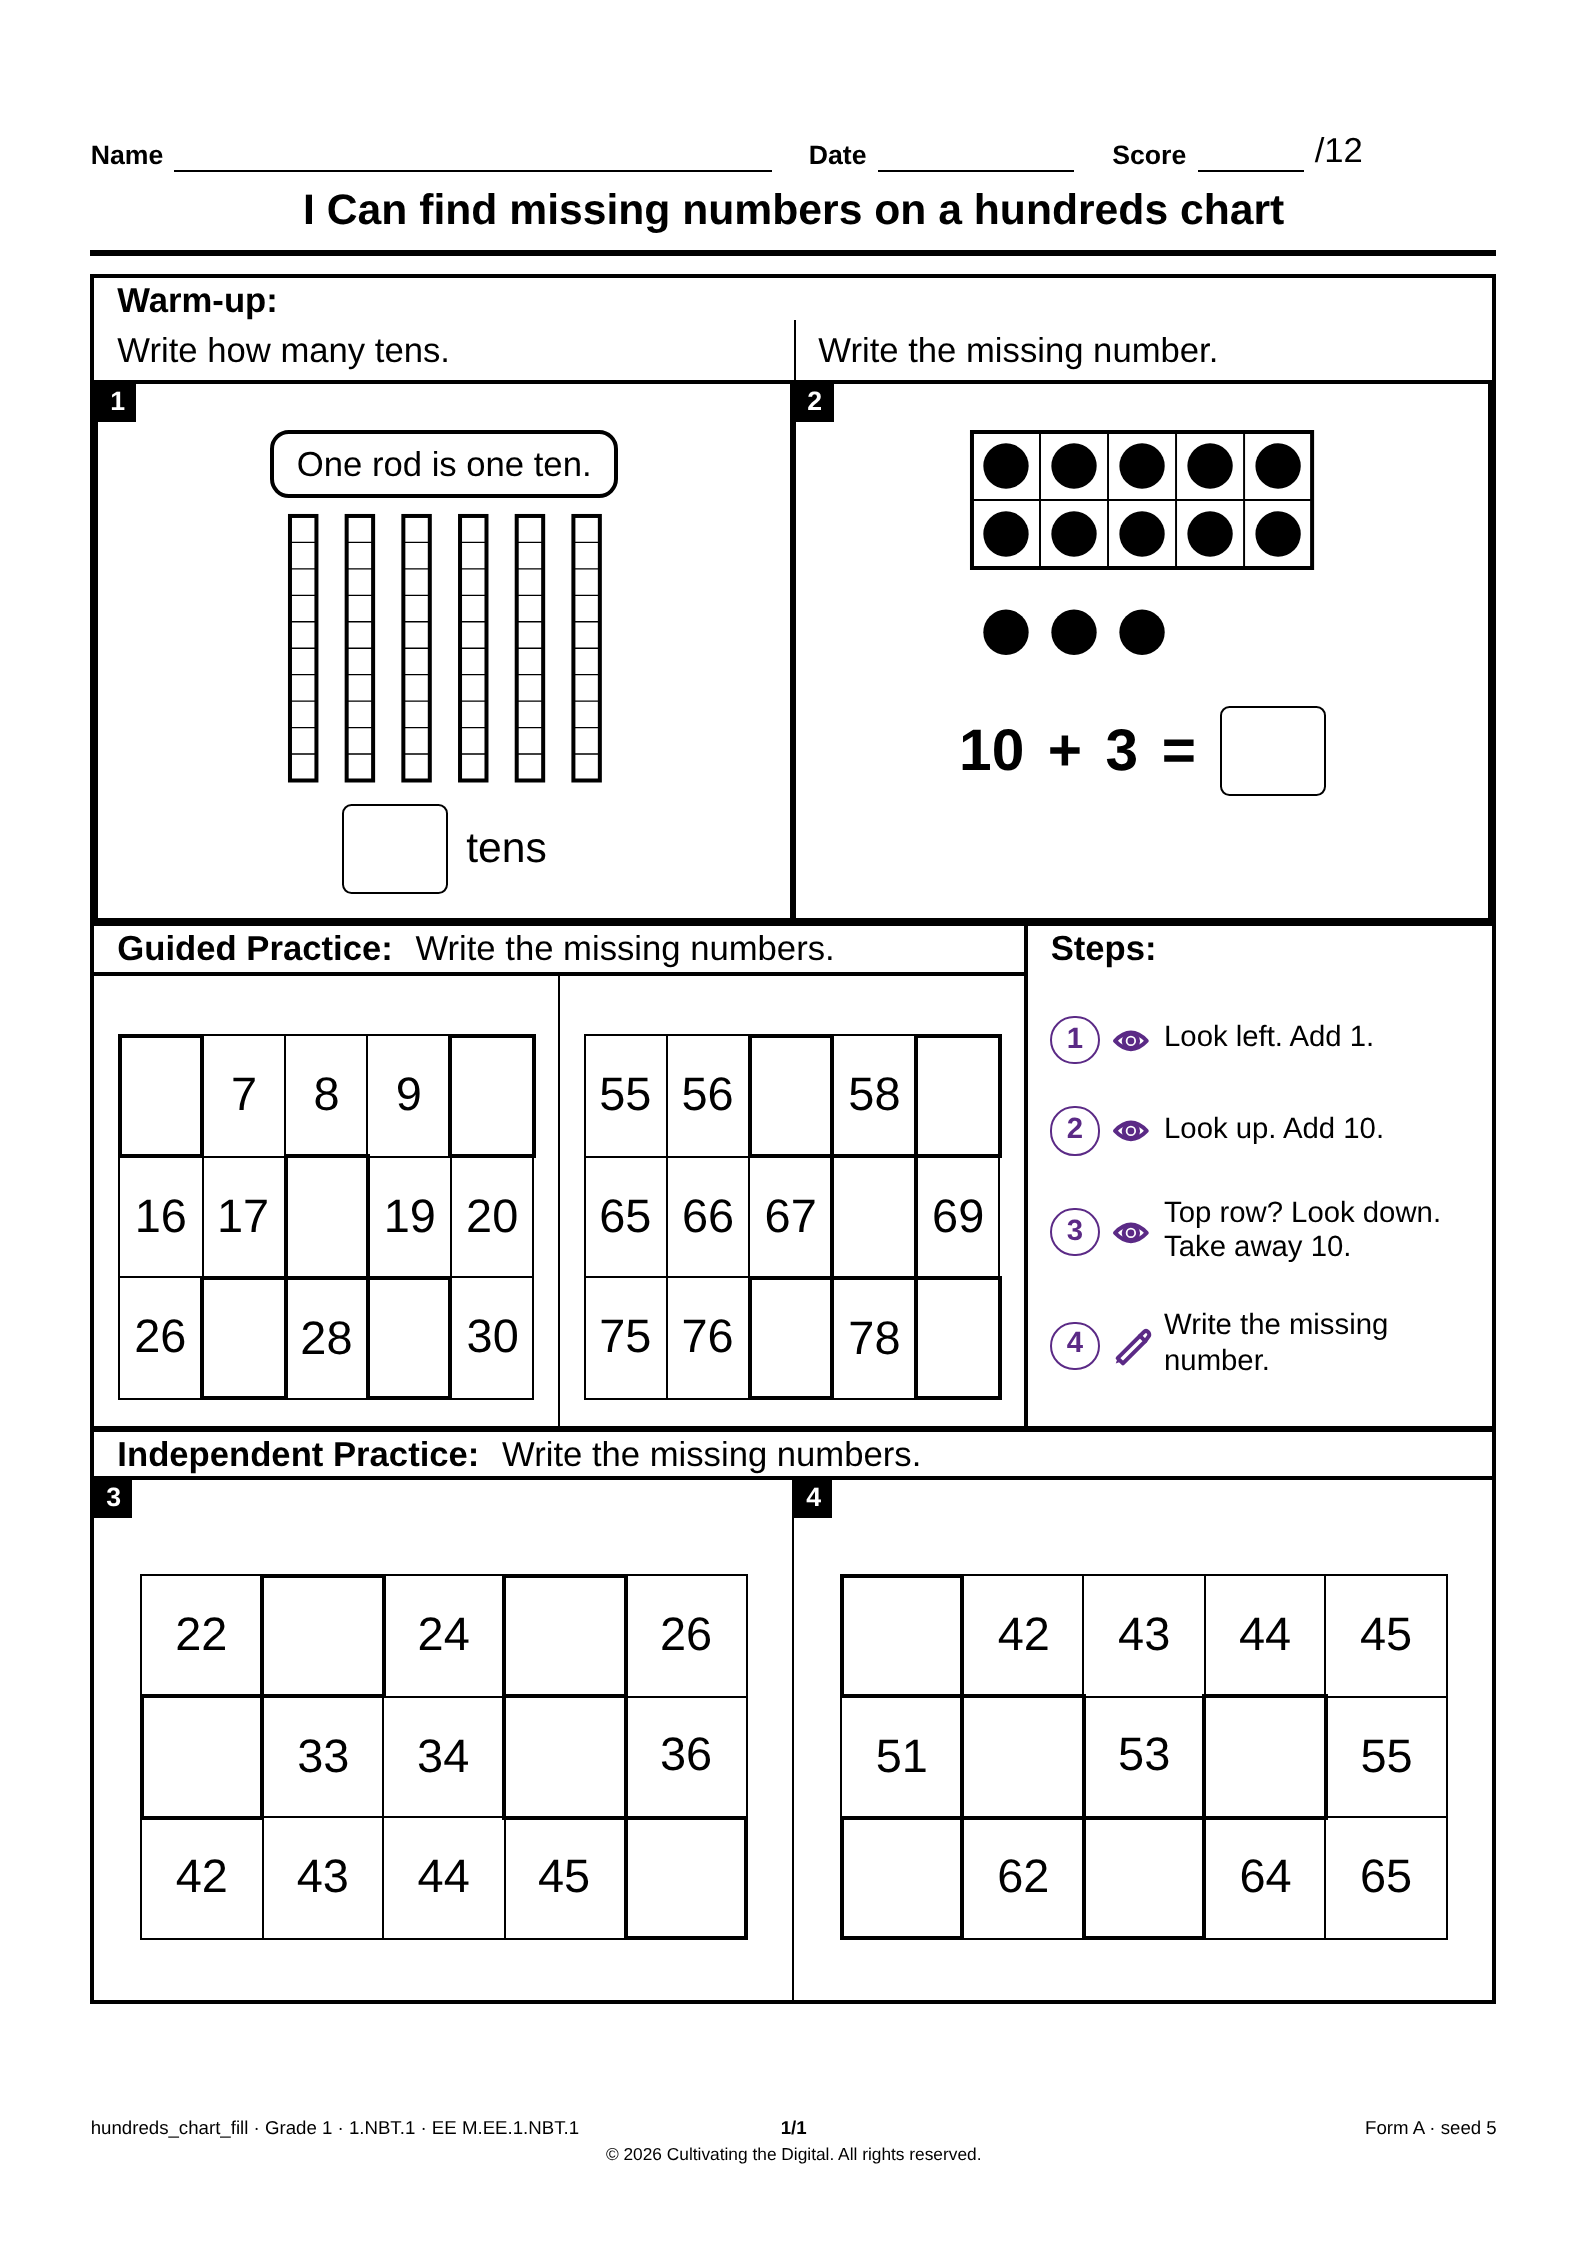 Name Date Score /12
I Can find missing numbers on a hundreds chart
Warm-up:
Write how many tens.
Write the missing number.
1
One rod is one ten.
tens
2
10 + 3 =
Guided Practice: Write the missing numbers.
7 8 9
16 17 19 20
26 28 30
55 56 58
65 66 67 69
75 76 78
Steps:
1 Look left. Add 1.
2 Look up. Add 10.
3 Top row? Look down.
Take away 10.
4 Write the missing
number.
Independent Practice: Write the missing numbers.
3
22 24 26
33 34 36
42 43 44 45
4
42 43 44 45
51 53 55
62 64 65
hundreds_chart_fill · Grade 1 · 1.NBT.1 · EE M.EE.1.NBT.1 1/1 Form A · seed 5
© 2026 Cultivating the Digital. All rights reserved.